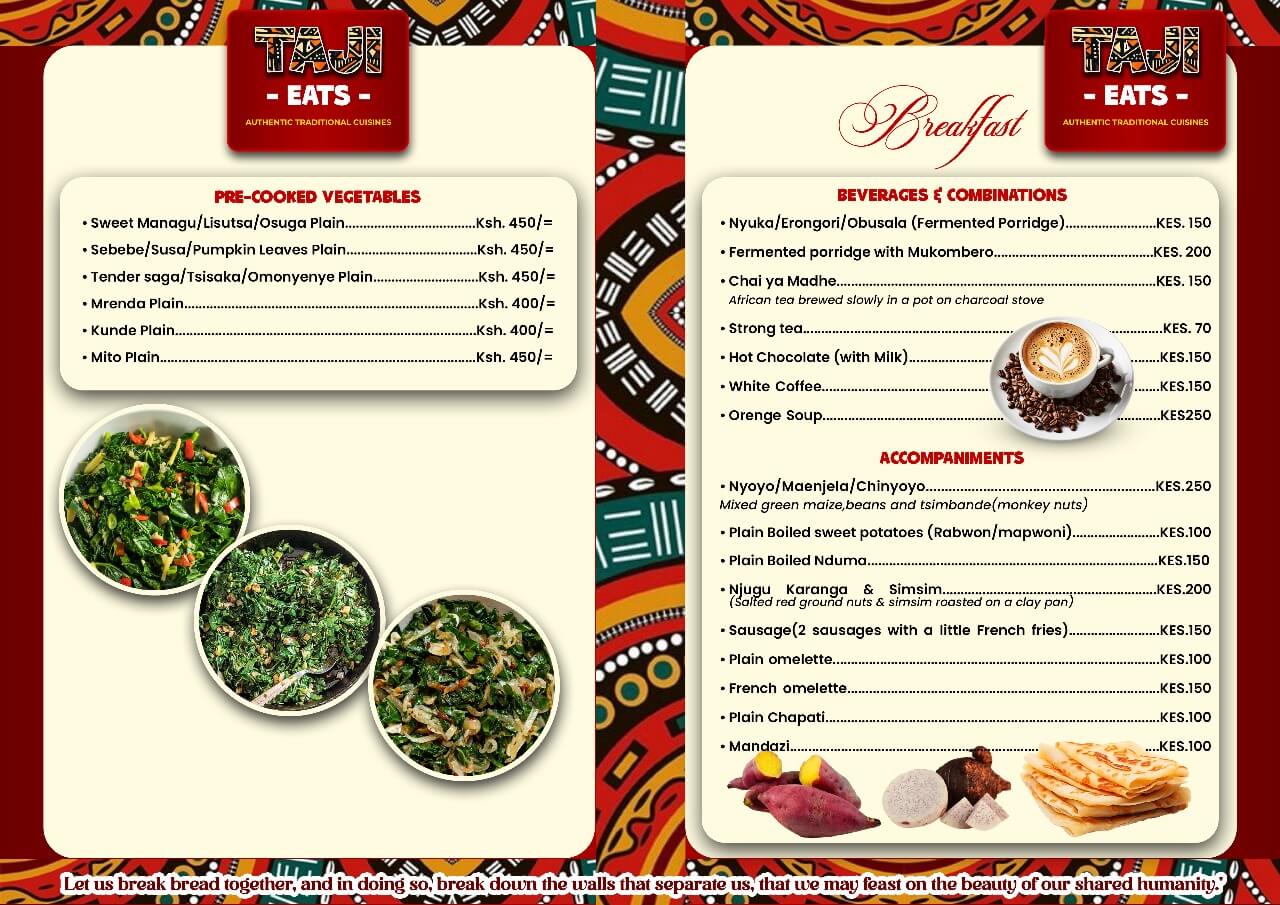 TAJI
- EATS -
AUTHENTIC TRADITIONAL CUISINES
PRE-COOKED VEGETABLES
• Sweet Managu/Lisutsa/Osuga Plain....................................Ksh. 450/=
• Sebebe/Susa/Pumpkin Leaves Plain....................................Ksh. 450/=
• Tender saga/Tsisaka/Omonyenye Plain.............................Ksh. 450/=
• Mrenda Plain................................................................................Ksh. 400/=
• Kunde Plain...................................................................................Ksh. 400/=
• Mito Plain.......................................................................................Ksh. 450/=
TAJI
- EATS -
AUTHENTIC TRADITIONAL CUISINES
Breakfast
BEVERAGES & COMBINATIONS
• Nyuka/Erongori/Obusala (Fermented Porridge).........................KES. 150
• Fermented porridge with Mukombero............................................KES. 200
• Chai ya Madhe........................................................................................KES. 150
African tea brewed slowly in a pot on charcoal stove
• Strong tea.........................................................................KES. 70
• Hot Chocolate (with Milk)..............................KES.150
• White Coffee.....................................................KES.150
• Orenge Soup............................................................KES250
ACCOMPANIMENTS
• Nyoyo/Maenjela/Chinyoyo................................................................KES.250
Mixed green maize,beans and tsimbande(monkey nuts)
• Plain Boiled sweet potatoes (Rabwon/mapwoni)........................KES.100
• Plain Boiled Nduma................................................................................KES.150
• Njugu Karanga & Simsim...........................................................KES.200
(Salted red ground nuts & simsim roasted on a clay pan)
• Sausage(2 sausages with a little French fries).........................KES.150
• Plain omelette..........................................................................................KES.100
• French omelette......................................................................................KES.150
• Plain Chapati............................................................................................KES.100
• Mandazi.........................................................................KES.100
Let us break bread together, and in doing so, break down the walls that separate us, that we may feast on the beauty of our shared humanity."